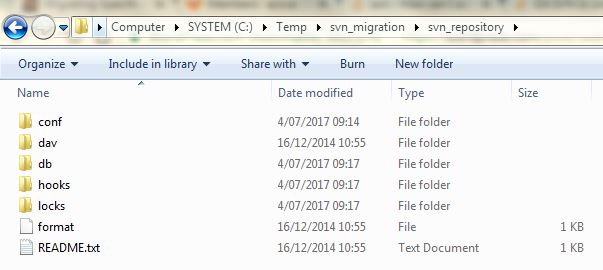 Computer SYSTEM (C:) Temp svn_migration svn_repository
Organize Include in library Share with Burn New folder
Name Date modified Type Size
conf 4/07/2017 09:14 File folder
dav 16/12/2014 10:55 File folder
db 4/07/2017 09:17 File folder
hooks 4/07/2017 09:17 File folder
locks 4/07/2017 09:17 File folder
format 16/12/2014 10:55 File 1 KB
README.txt 16/12/2014 10:55 Text Document 1 KB